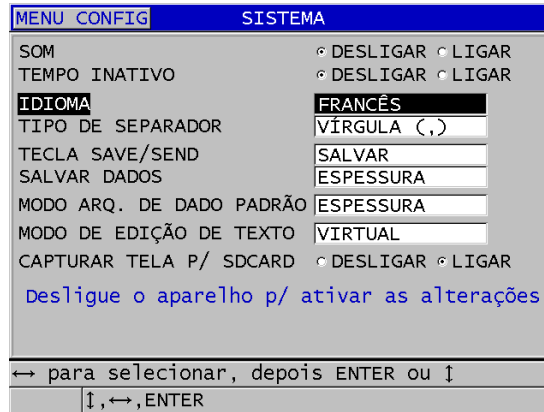 MENU CONFIG SISTEMA
SOM DESLIGAR LIGAR
TEMPO INATIVO DESLIGAR LIGAR
IDIOMA FRANCÊS
TIPO DE SEPARADOR VÍRGULA (,)
TECLA SAVE/SEND SALVAR
SALVAR DADOS ESPESSURA
MODO ARQ. DE DADO PADRÃO ESPESSURA
MODO DE EDIÇÃO DE TEXTO VIRTUAL
CAPTURAR TELA P/ SDCARD DESLIGAR LIGAR
Desligue o aparelho p/ ativar as alterações
↔ para selecionar, depois ENTER ou ↕
↕,↔,ENTER